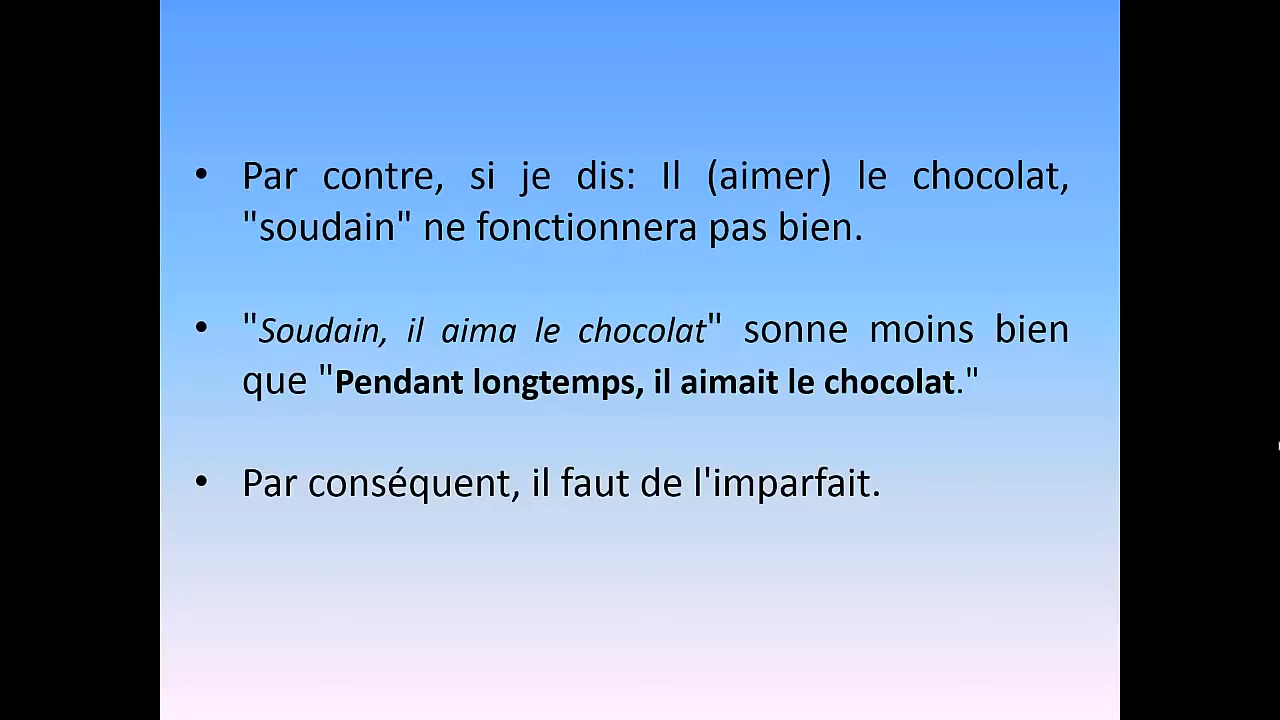 • Par contre, si je dis: Il (aimer) le chocolat,
"soudain" ne fonctionnera pas bien.
• "Soudain, il aima le chocolat" sonne moins bien
que "Pendant longtemps, il aimait le chocolat."
• Par conséquent, il faut de l'imparfait.